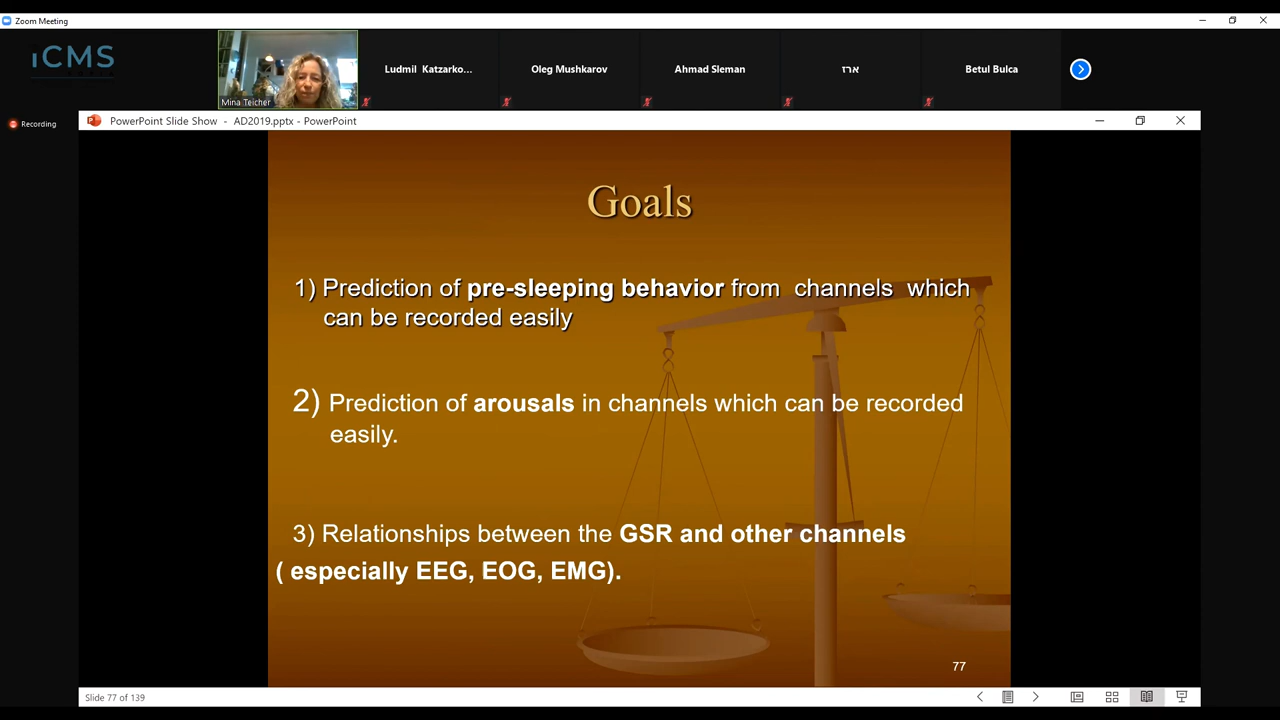 Zoom Meeting
iCMS
Mina Teicher
Ludmil Katzarko...
Oleg Mushkarov
Ahmad Sleman
ארז
Betul Bulca
Recording
PowerPoint Slide Show - AD2019.pptx - PowerPoint
Goals
1) Prediction of pre-sleeping behavior from channels which
can be recorded easily
2) Prediction of arousals in channels which can be recorded
easily.
3) Relationships between the GSR and other channels
( especially EEG, EOG, EMG).
77
Slide 77 of 139